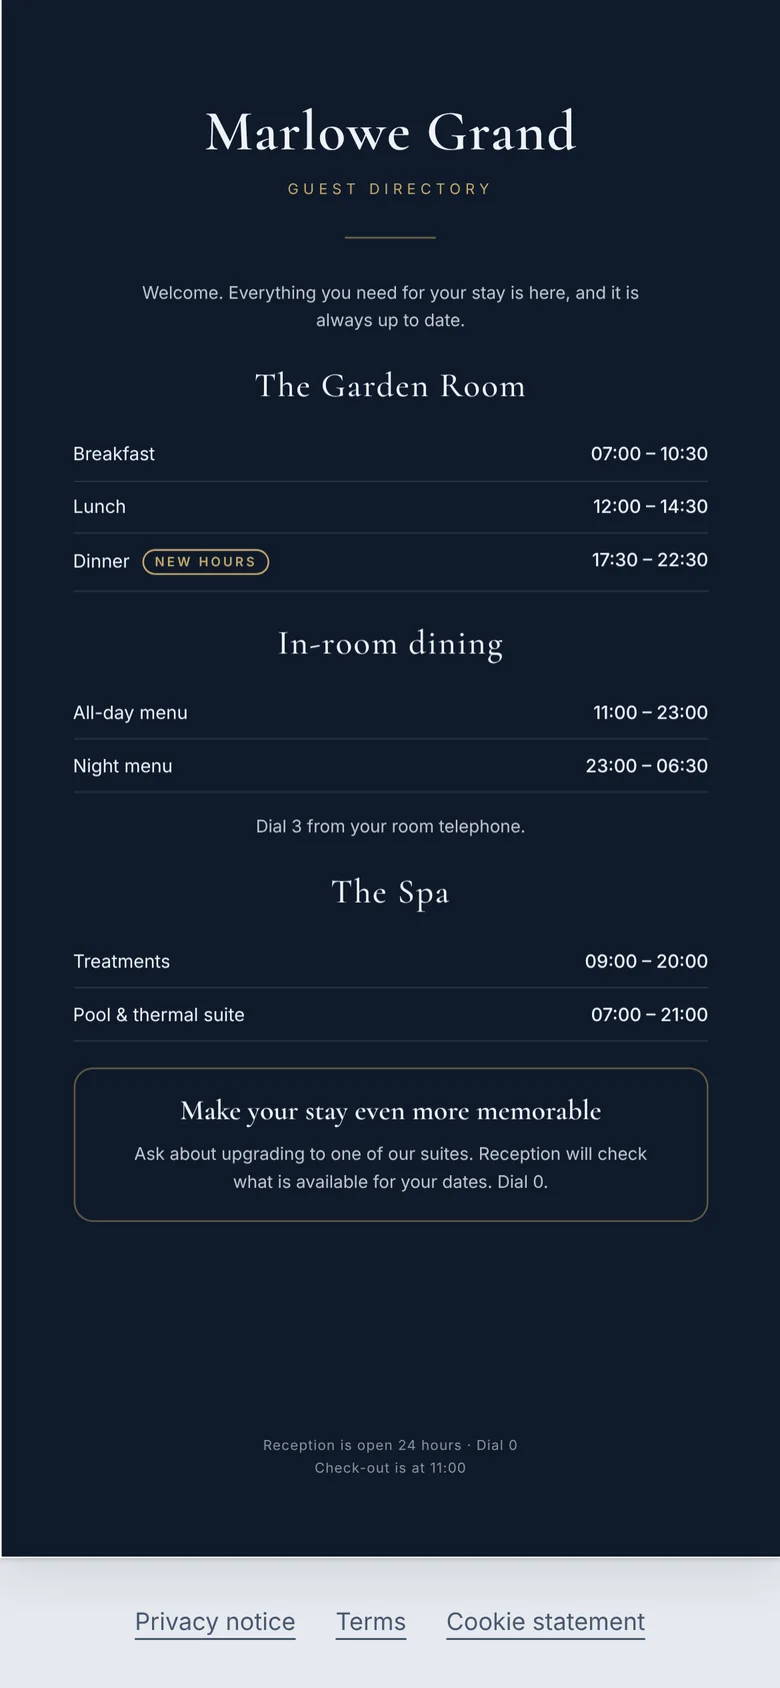 Marlowe Grand
GUEST DIRECTORY
Welcome. Everything you need for your stay is here, and it is
always up to date.
The Garden Room
Breakfast 07:00 – 10:30
Lunch 12:00 – 14:30
Dinner NEW HOURS 17:30 – 22:30
In-room dining
All-day menu 11:00 – 23:00
Night menu 23:00 – 06:30
Dial 3 from your room telephone.
The Spa
Treatments 09:00 – 20:00
Pool & thermal suite 07:00 – 21:00
Make your stay even more memorable
Ask about upgrading to one of our suites. Reception will check
what is available for your dates. Dial 0.
Reception is open 24 hours · Dial 0
Check-out is at 11:00
Privacy notice Terms Cookie statement